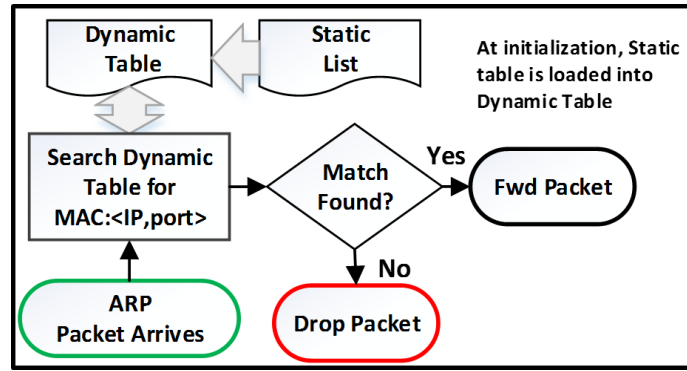 Dynamic
Table
Static
List
At initialization, Static
table is loaded into
Dynamic Table
Search Dynamic
Table for
MAC:<IP,port>
Match
Found?
Yes
Fwd Packet
No
ARP
Packet Arrives
Drop Packet